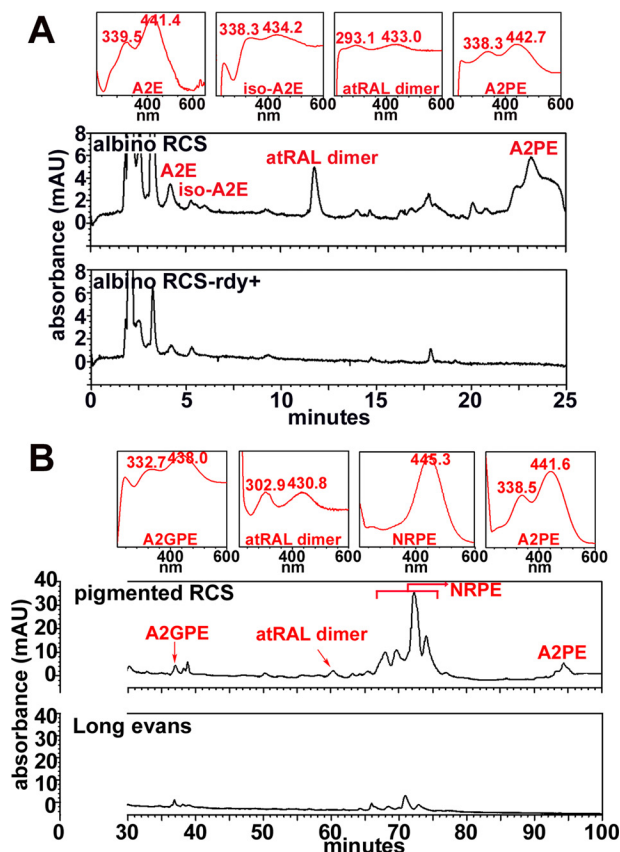 A
339.5 441.4
400 600
nm
A2E
338.3 434.2
400 600
nm
iso-A2E
293.1 433.0
400 600
nm
atRAL dimer
338.3 442.7
400 600
nm
A2PE
absorbance (mAU)
8
6
4
2
0
albino RCS
A2E
iso-A2E
atRAL dimer
A2PE
8
6
4
2
0
albino RCS-rdy+
0 5 10 15 20 25
minutes
B
332.7 438.0
A2GPE
400 600
nm
302.9 430.8
atRAL dimer
400 600
nm
445.3
NRPE
400 600
nm
338.5 441.6
A2PE
400 600
nm
absorbance (mAU)
40
30
20
10
0
pigmented RCS
A2GPE
atRAL dimer
NRPE
A2PE
40
30
20
10
0
Long evans
0 30 40 50 60 70 80 90 100
minutes